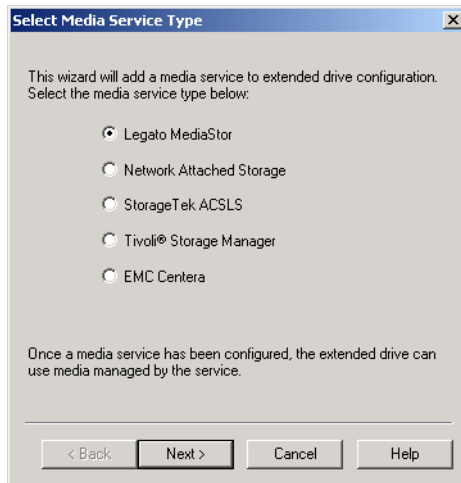 Select Media Service Type
This wizard will add a media service to extended drive configuration.
Select the media service type below:
Legato MediaStor
Network Attached Storage
StorageTek ACSLS
Tivoli® Storage Manager
EMC Centera
Once a media service has been configured, the extended drive can
use media managed by the service.
< Back
Next >
Cancel
Help